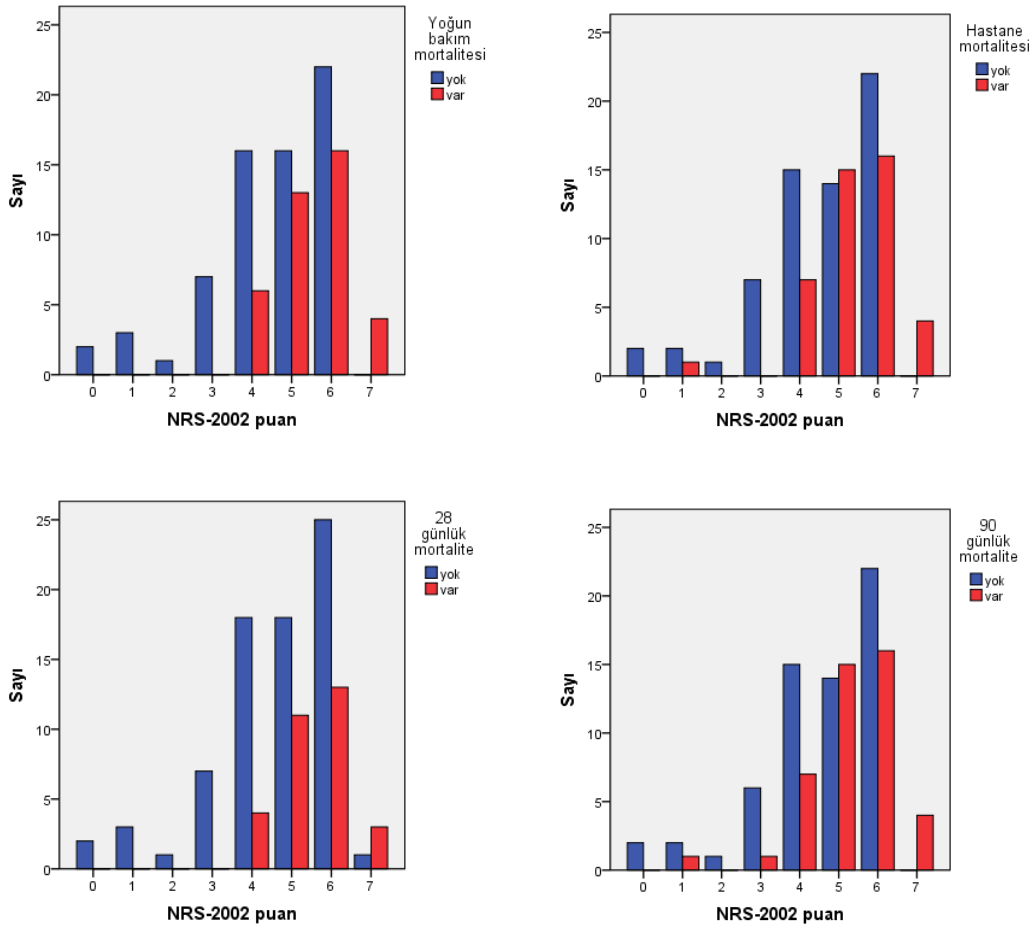 Yoğun
bakım
mortalitesi
yok
var
25
20
15
10
5
0
Sayı
0 1 2 3 4 5 6 7
NRS-2002 puan
Hastane
mortalitesi
yok
var
25
20
15
10
5
0
Sayı
0 1 2 3 4 5 6 7
NRS-2002 puan
28
günlük
mortalite
yok
var
25
20
15
10
5
0
Sayı
0 1 2 3 4 5 6 7
NRS-2002 puan
90
günlük
mortalite
yok
var
25
20
15
10
5
0
Sayı
0 1 2 3 4 5 6 7
NRS-2002 puan